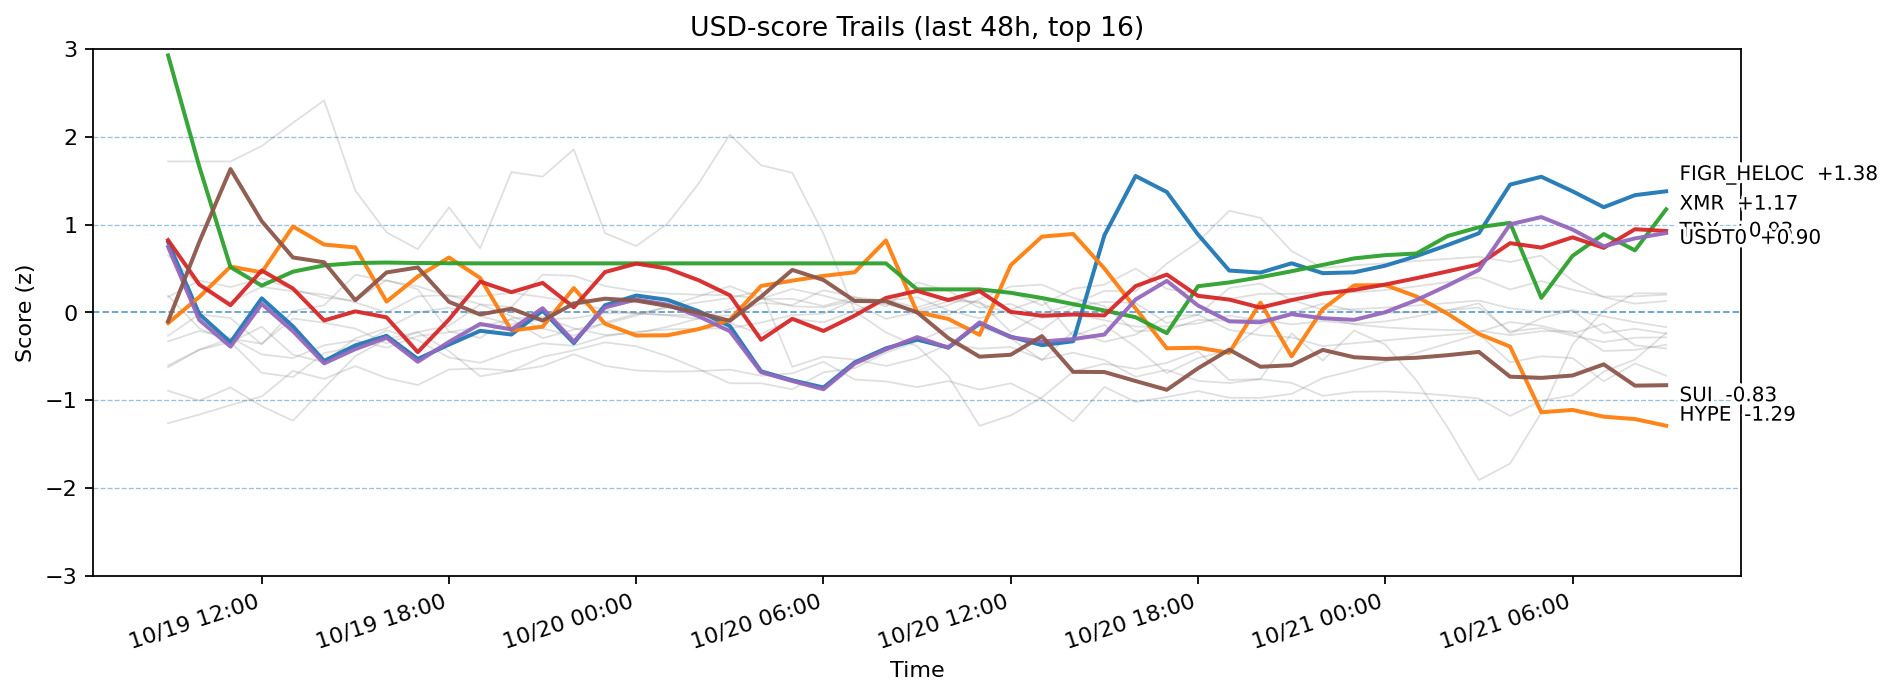 USD-score Trails (last 48h, top 16)
Score (z)
3
2
1
0
−1
−2
−3
FIGR_HELOC +1.38
XMR +1.17
USDT0 +0.90
SUI -0.83
HYPE -1.29
10/19 12:00
10/19 18:00
10/20 00:00
10/20 06:00
10/20 12:00
10/20 18:00
10/21 00:00
10/21 06:00
Time